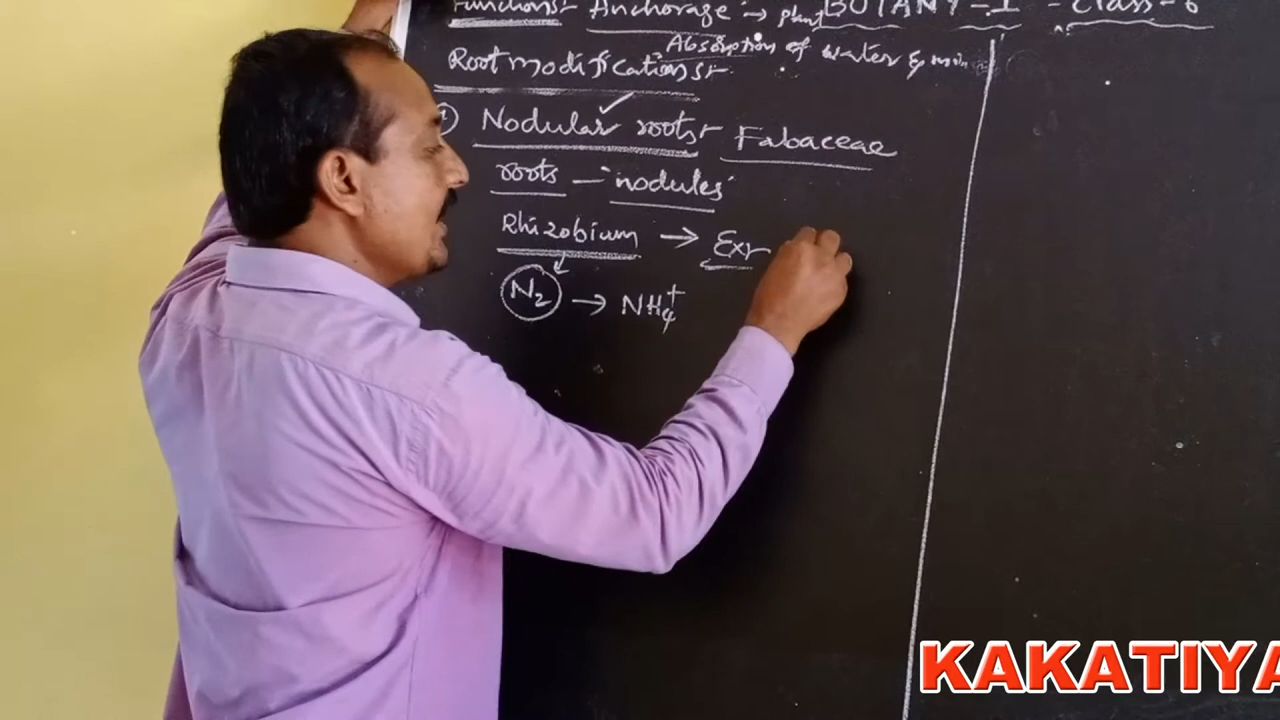 Functions:- Anchorage → plant BOTANY - I - Class - 6
Absorption of water & min
Root modifications:-
1) Nodular roots:- Fabaceae
roots - "nodules"
Rhizobium → Exr
N2 → NH4+
KAKATIYA